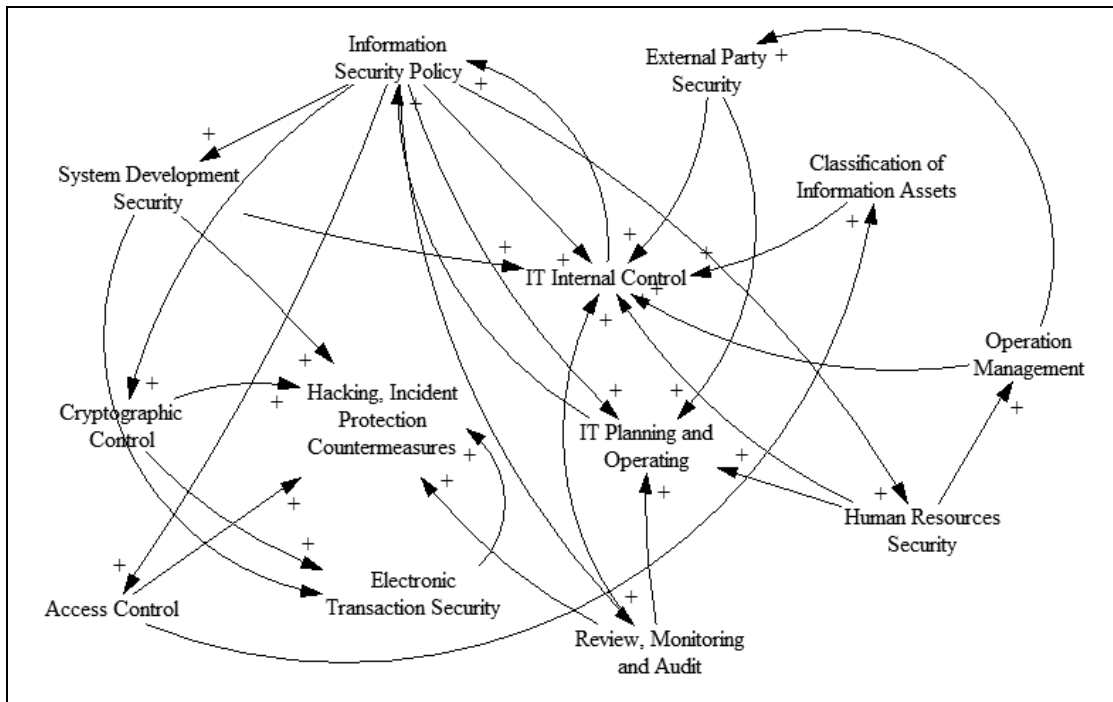 Information
Security Policy
+
+
External Party
Security
+
+
System Development
Security
Classification of
Information Assets
+
+
+
+
+
IT Internal Control
+
+
+
Operation
Management
+
Hacking, Incident
Protection
Countermeasures
+
+
Cryptographic
Control
+
+
IT Planning and
Operating
+
+
+
+
+
+
Human Resources
Security
+
+
+
Access Control
Electronic
Transaction Security
+
Review, Monitoring
and Audit